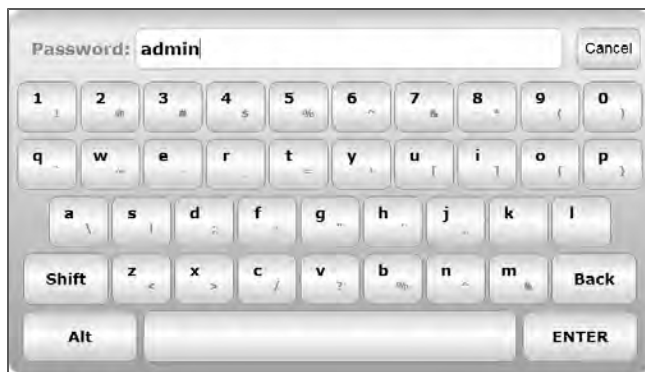 Password: admin Cancel
1 ! 2 @ 3 # 4 $ 5 % 6 ^ 7 & 8 * 9 ( 0 )
q w e r t = y + u [ i ] o { p }
a \ s | d ; f g h j k l
Shift z < x > c / v ? b % n ^ m & Back
Alt ENTER